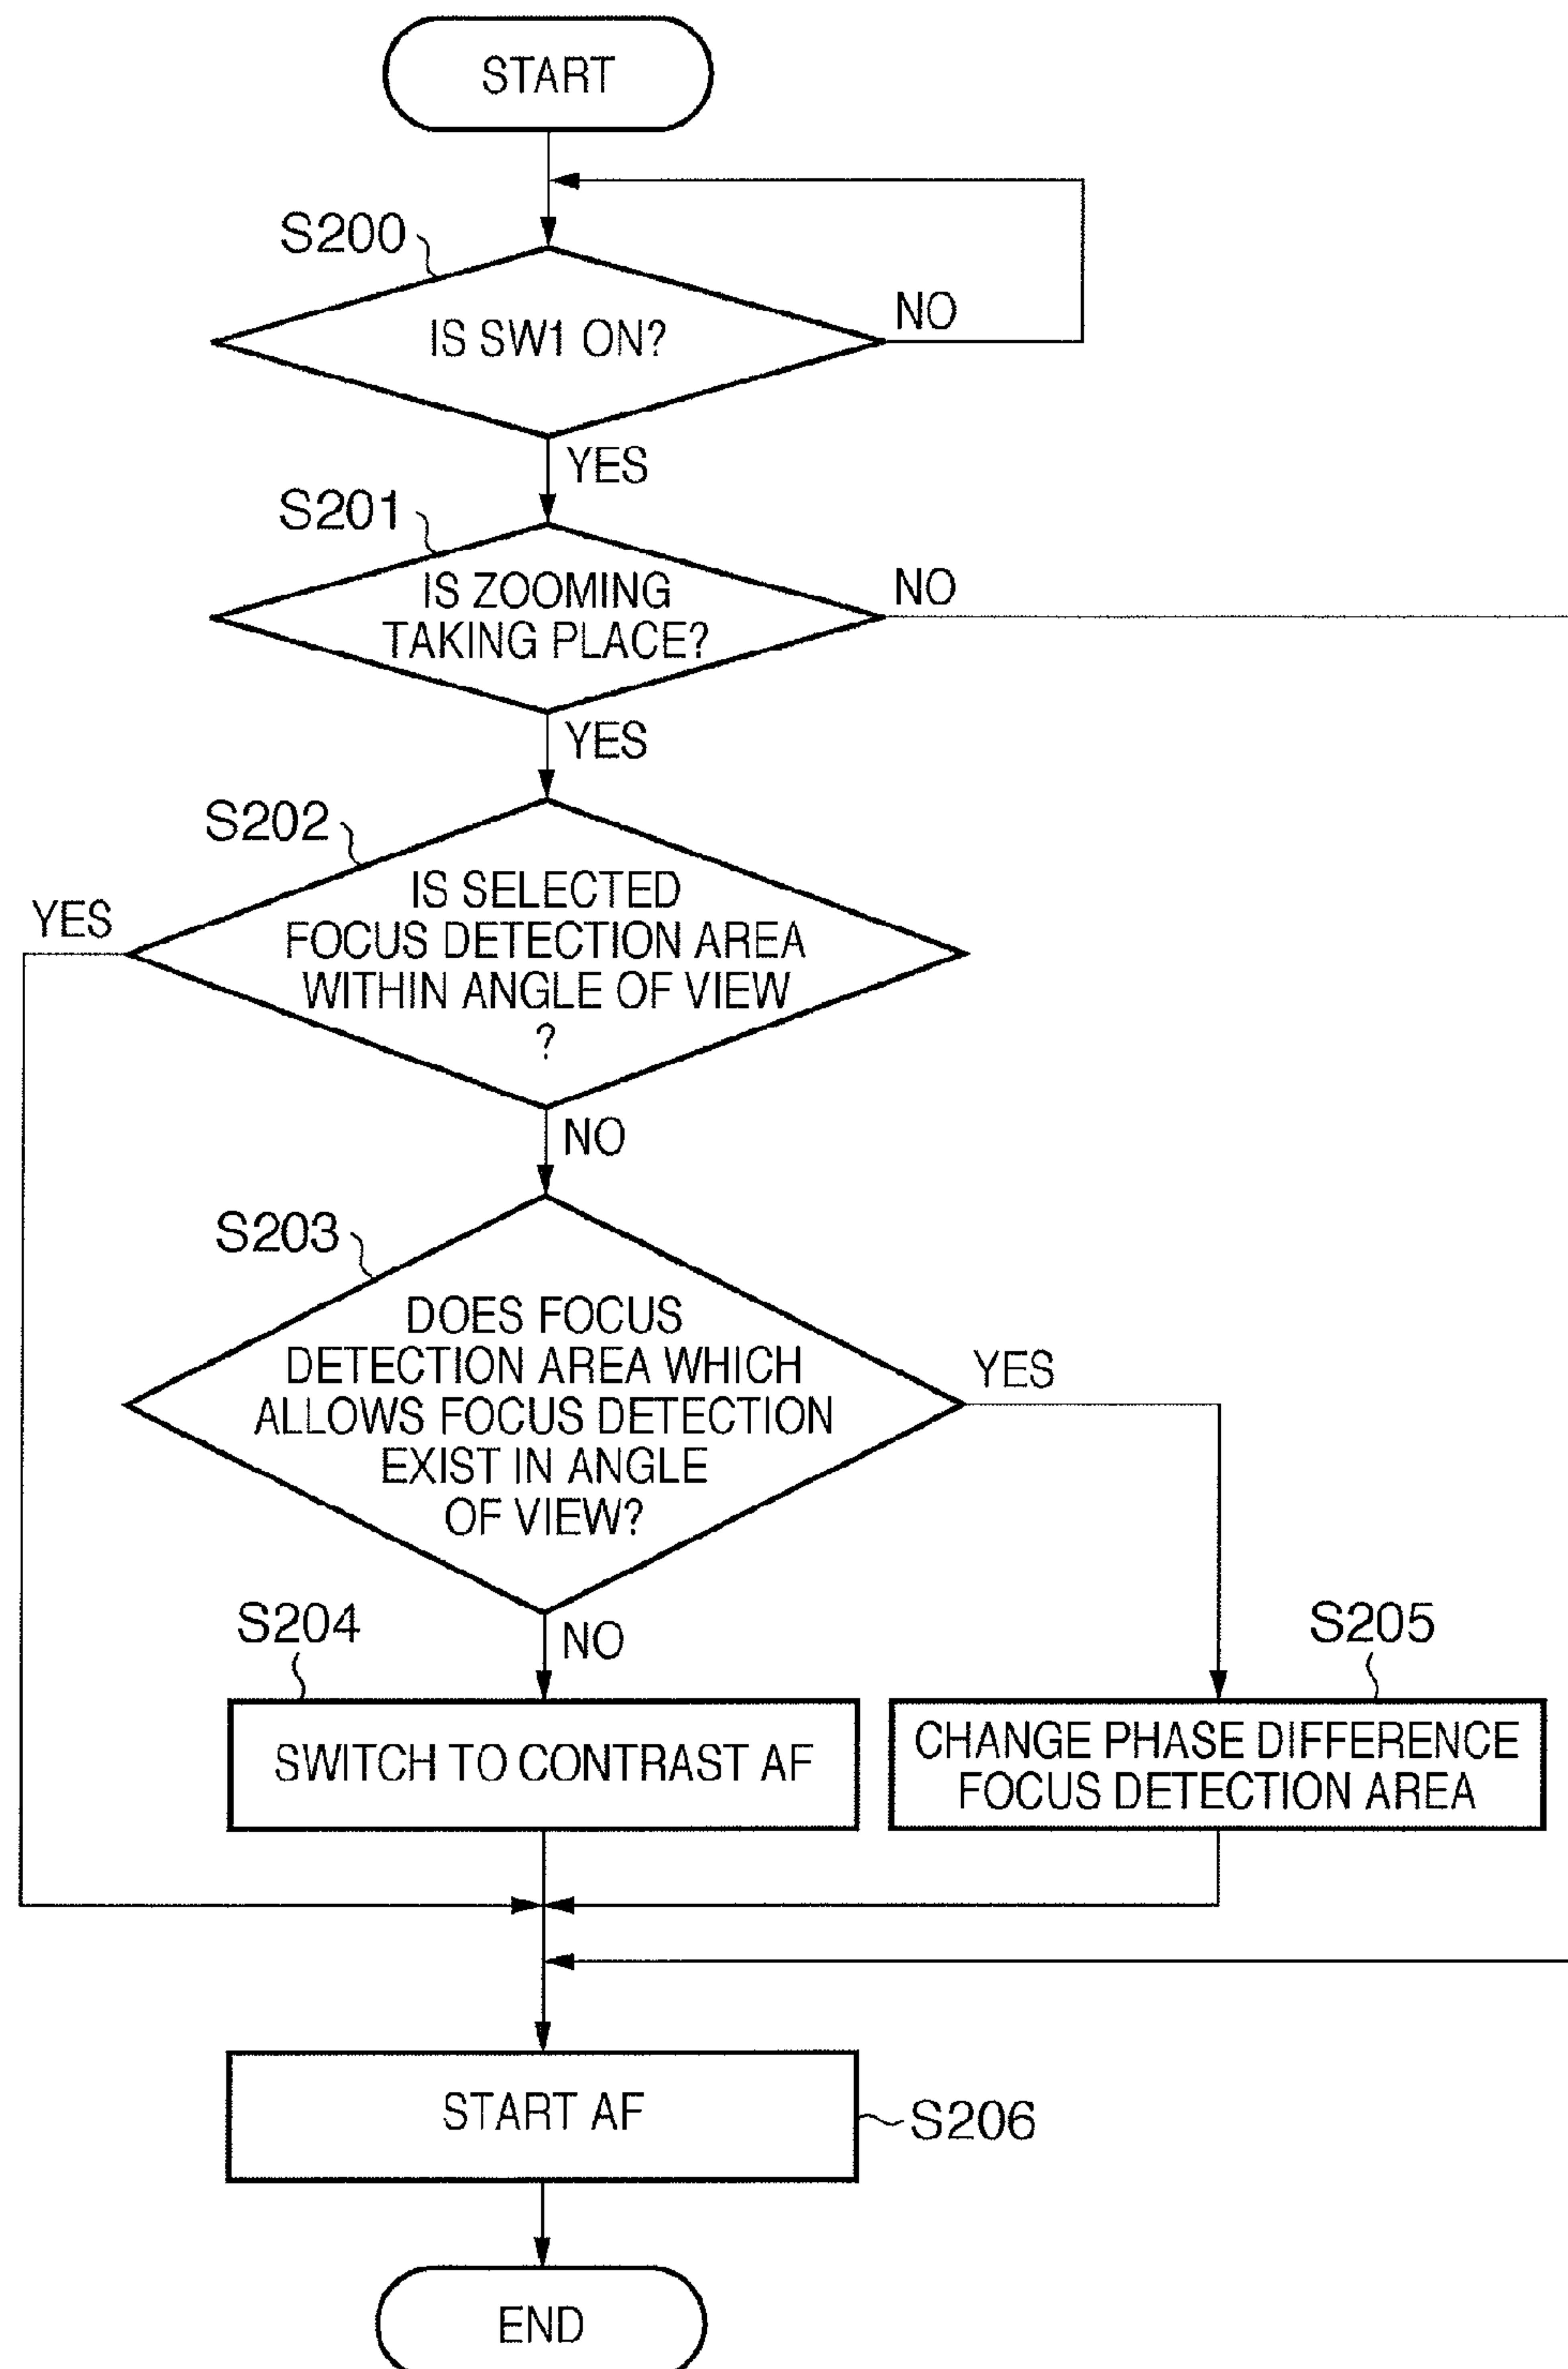 START
S200
IS SW1 ON?
NO
YES
S201
IS ZOOMING
TAKING PLACE?
NO
YES
S202
IS SELECTED
FOCUS DETECTION AREA
WITHIN ANGLE OF VIEW
?
YES
NO
S203
DOES FOCUS
DETECTION AREA WHICH
ALLOWS FOCUS DETECTION
EXIST IN ANGLE
OF VIEW?
YES
NO
S204
SWITCH TO CONTRAST AF
S205
CHANGE PHASE DIFFERENCE
FOCUS DETECTION AREA
START AF
S206
END